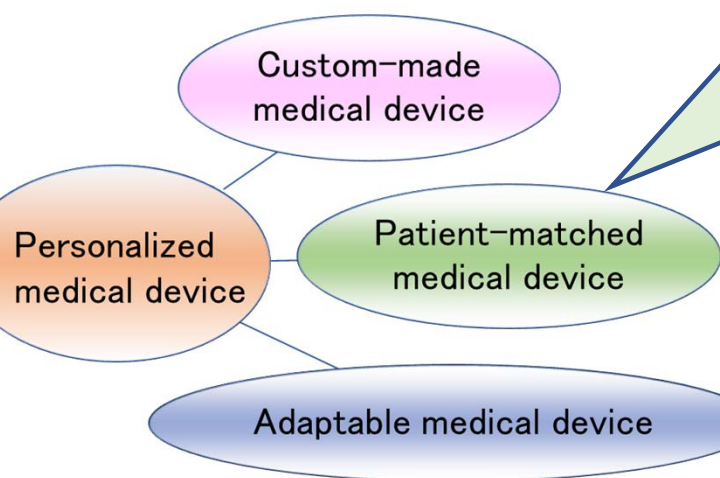 Custom-made
medical device
Personalized
medical device
Patient-matched
medical device
Adaptable medical device